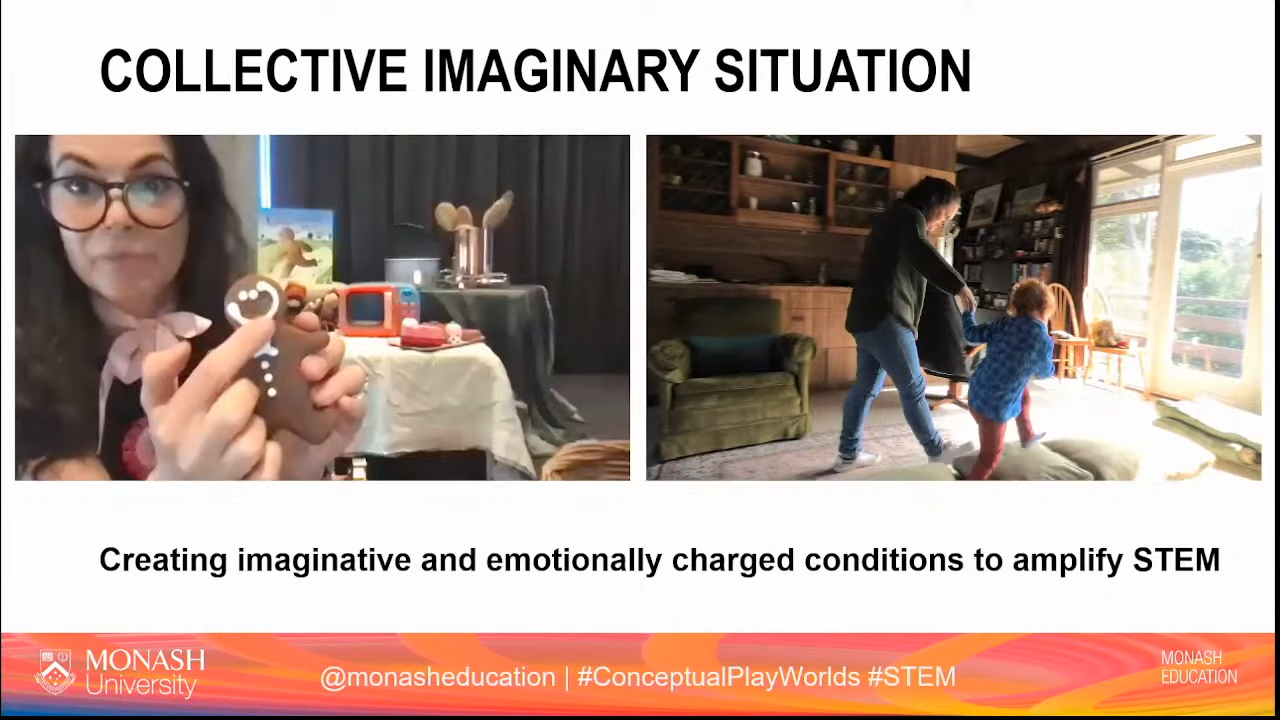 COLLECTIVE IMAGINARY SITUATION
Creating imaginative and emotionally charged conditions to amplify STEM
MONASH
University
@monasheducation | #ConceptualPlayWorlds #STEM
MONASH
EDUCATION